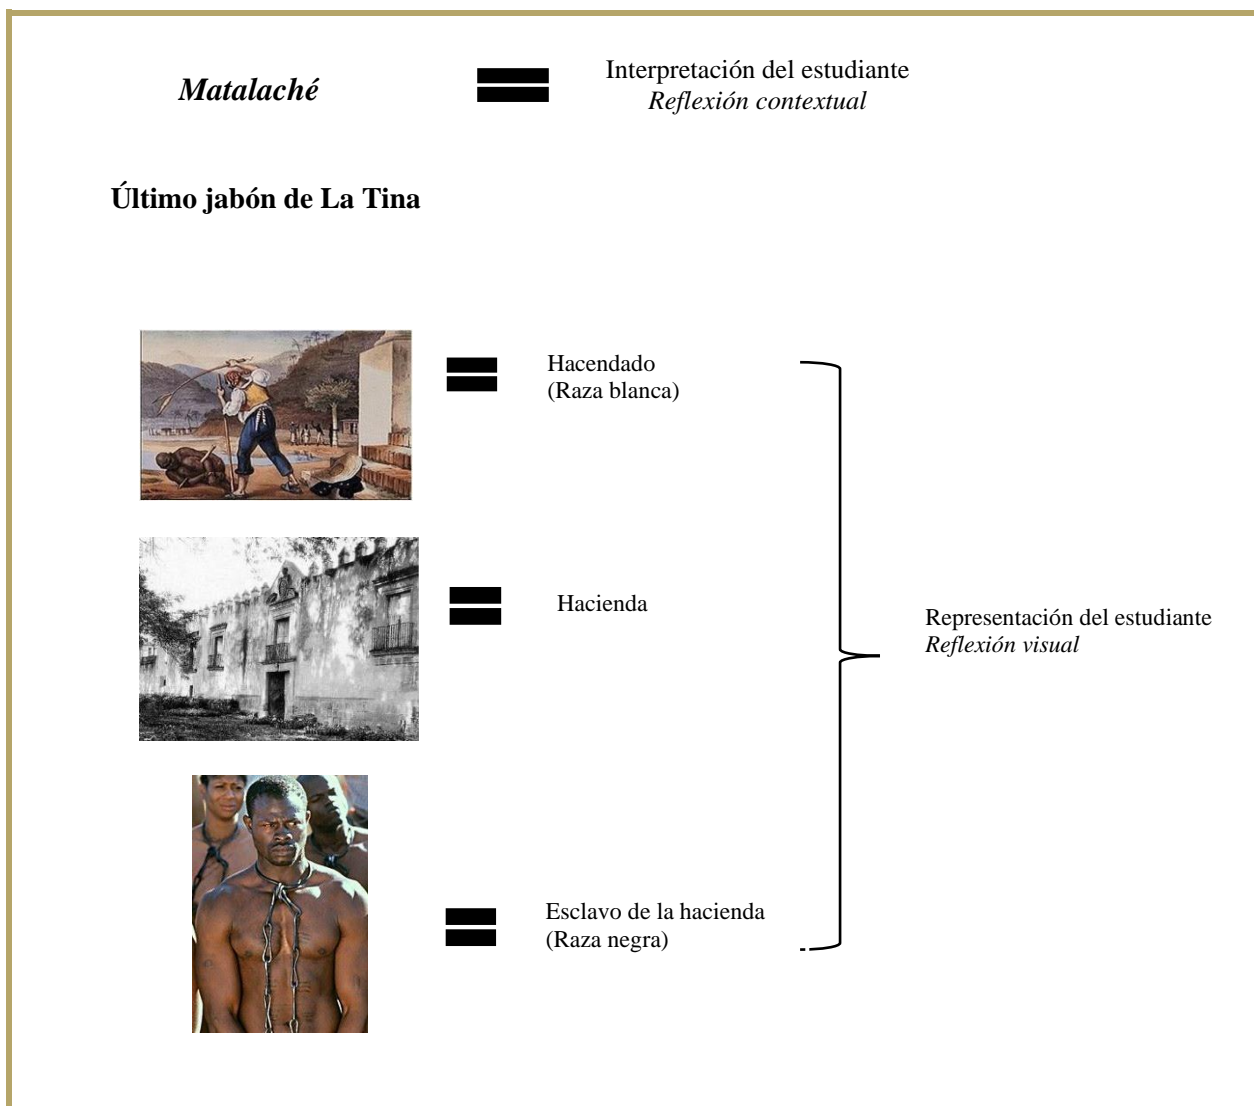 Matalaché
Interpretación del estudiante
Reflexión contextual
Último jabón de La Tina
Hacendado
(Raza blanca)
Hacienda
Representación del estudiante
Reflexión visual
Esclavo de la hacienda
(Raza negra)